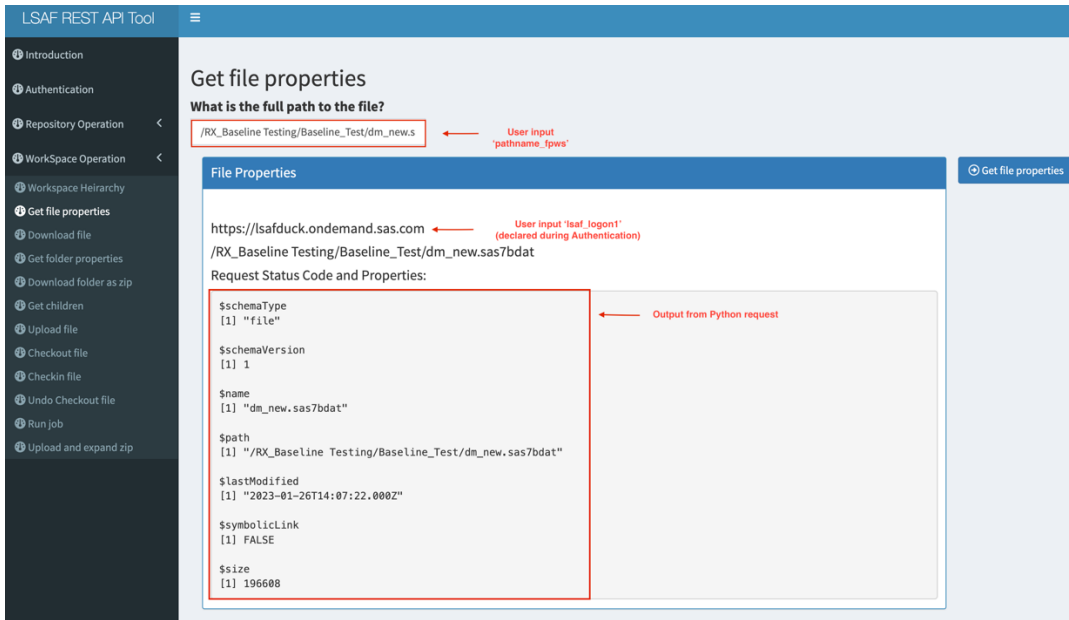 LSAF REST API Tool
Introduction
Authentication
Repository Operation
WorkSpace Operation
Workspace Heirarchy
Get file properties
Download file
Get folder properties
Download folder as zip
Get children
Upload file
Checkout file
Checkin file
Undo Checkout file
Run job
Upload and expand zip
Get file properties
What is the full path to the file?
/RX_Baseline Testing/Baseline_Test/dm_new.s
User input
'pathname_fpws'
File Properties
Get file properties
https://lsafduck.ondemand.sas.com
User input 'lsaf_logon1'
(declared during Authentication)
/RX_Baseline Testing/Baseline_Test/dm_new.sas7bdat
Request Status Code and Properties:
$schemaType
[1] "file"
Output from Python request
$schemaVersion
[1] 1
$name
[1] "dm_new.sas7bdat"
$path
[1] "/RX_Baseline Testing/Baseline_Test/dm_new.sas7bdat"
$lastModified
[1] "2023-01-26T14:07:22.000Z"
$symbolicLink
[1] FALSE
$size
[1] 196608